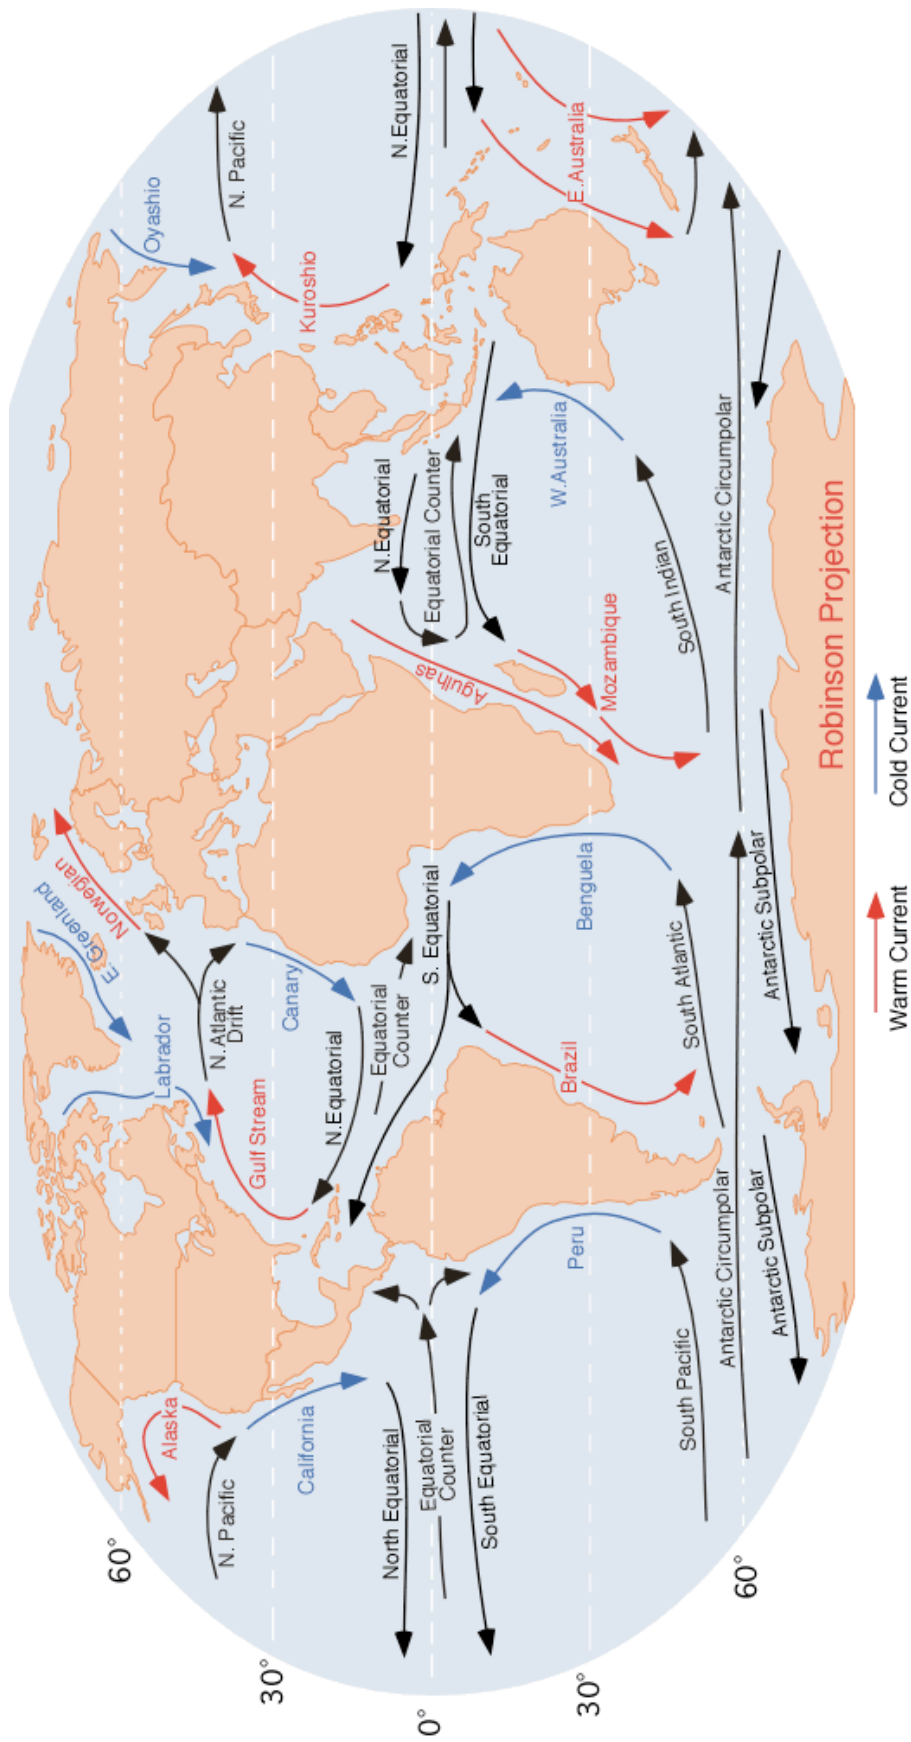 60°
30°
0°
30°
60°
Alaska
N. Pacific
California
North Equatorial
Equatorial
Counter
South Equatorial
South Pacific
Peru
Antarctic Circumpolar
Antarctic Subpolar
Labrador
E. Greenland
Norwegian
Gulf Stream
N. Atlantic
Drift
Canary
N.Equatorial
Equatorial
Counter
S. Equatorial
Brazil
Benguela
South Atlantic
Antarctic Subpolar
Agulhas
Mozambique
N.Equatorial
Equatorial Counter
South
Equatorial
South Indian
W.Australia
Antarctic Circumpolar
Oyashio
N. Pacific
Kuroshio
N.Equatorial
E.Australia
Robinson Projection
Warm Current
Cold Current